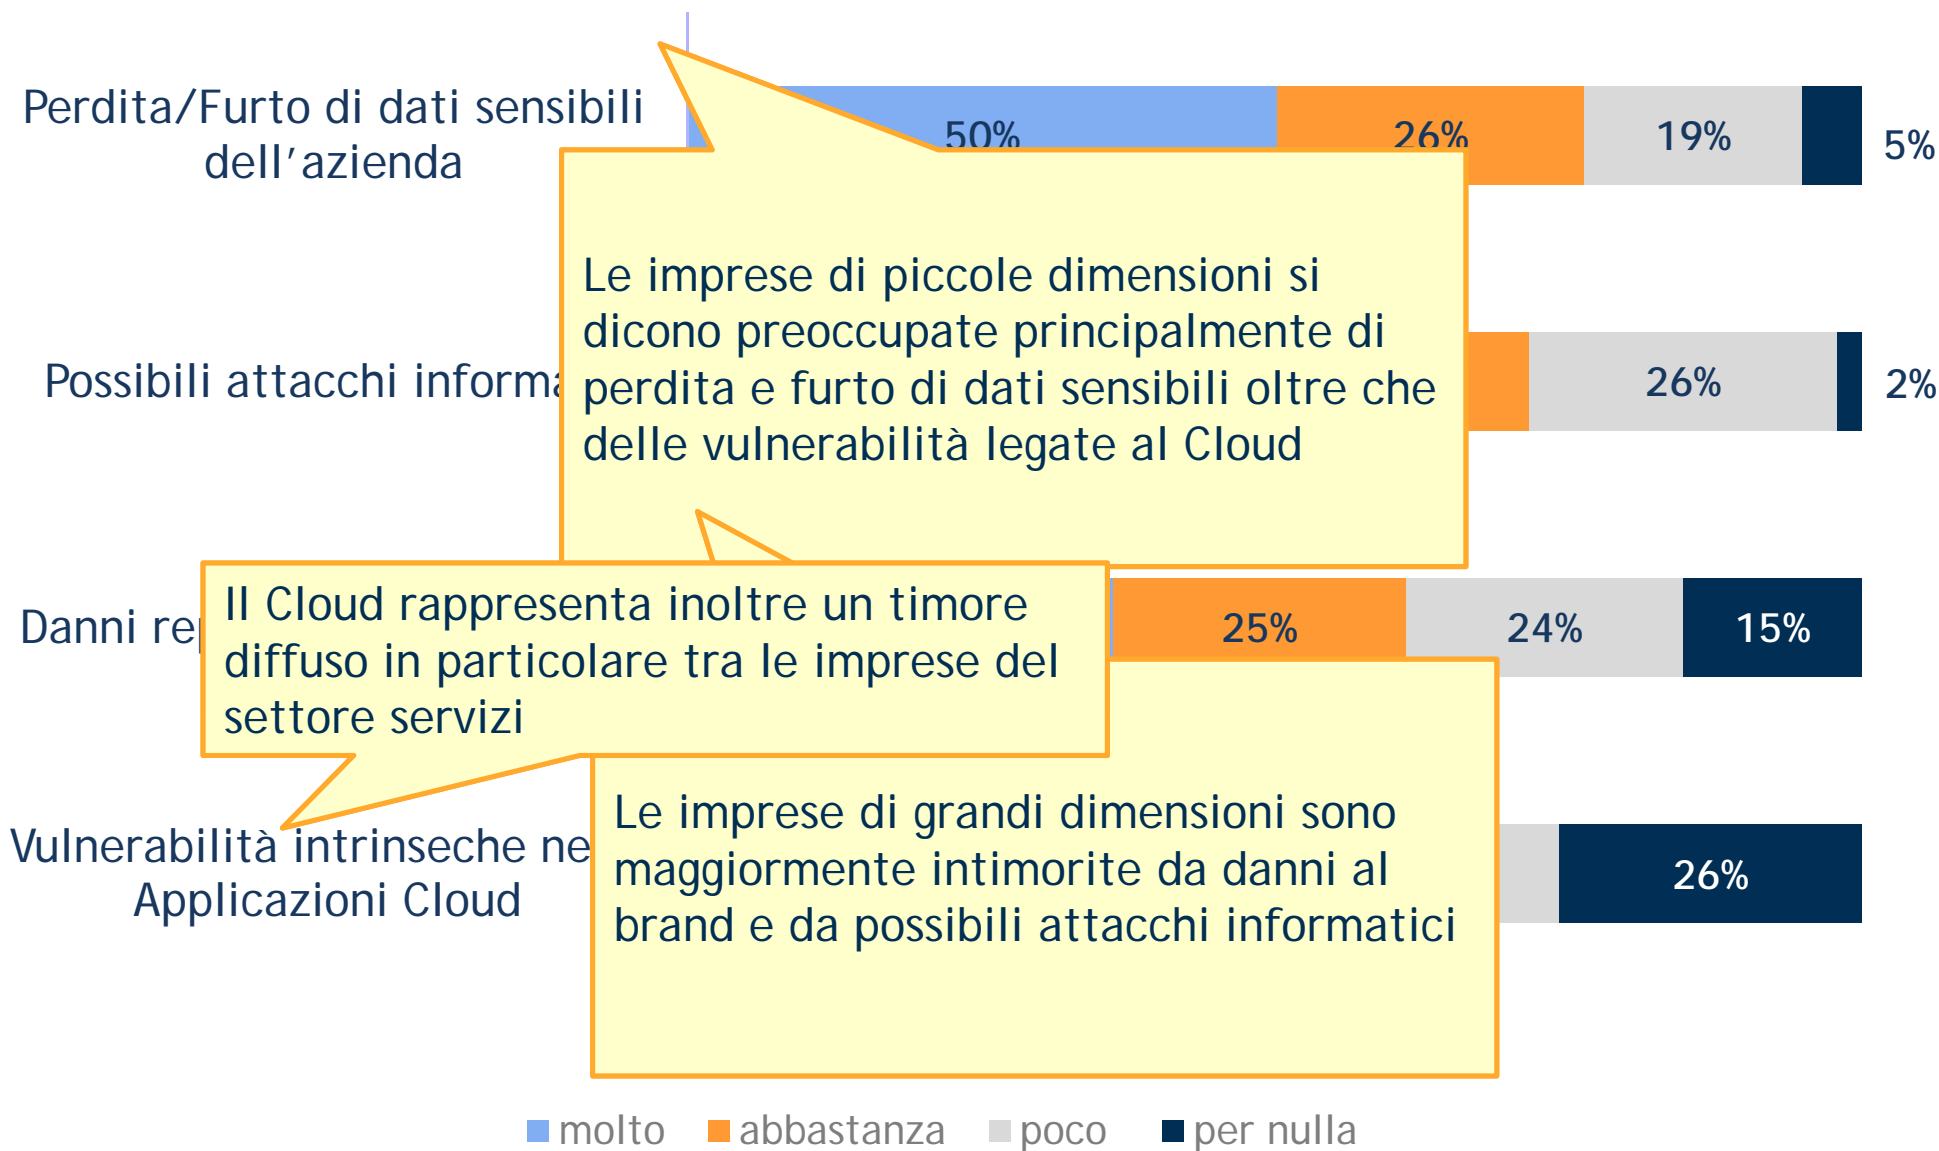 Perdita/Furto di dati sensibili
dell’azienda
50%
26%
19%
5%
Le imprese di piccole dimensioni si
dicono preoccupate principalmente di
perdita e furto di dati sensibili oltre che
delle vulnerabilità legate al Cloud
Possibili attacchi
26%
2%
Danni
Il Cloud rappresenta inoltre un timore
diffuso in particolare tra le imprese del
settore servizi
25%
24%
15%
Vulnerabilità intrinseche
Applicazioni Cloud
Le imprese di grandi dimensioni sono
maggiormente intimorite da danni al
brand e da possibili attacchi informatici
26%
molto abbastanza poco per nulla